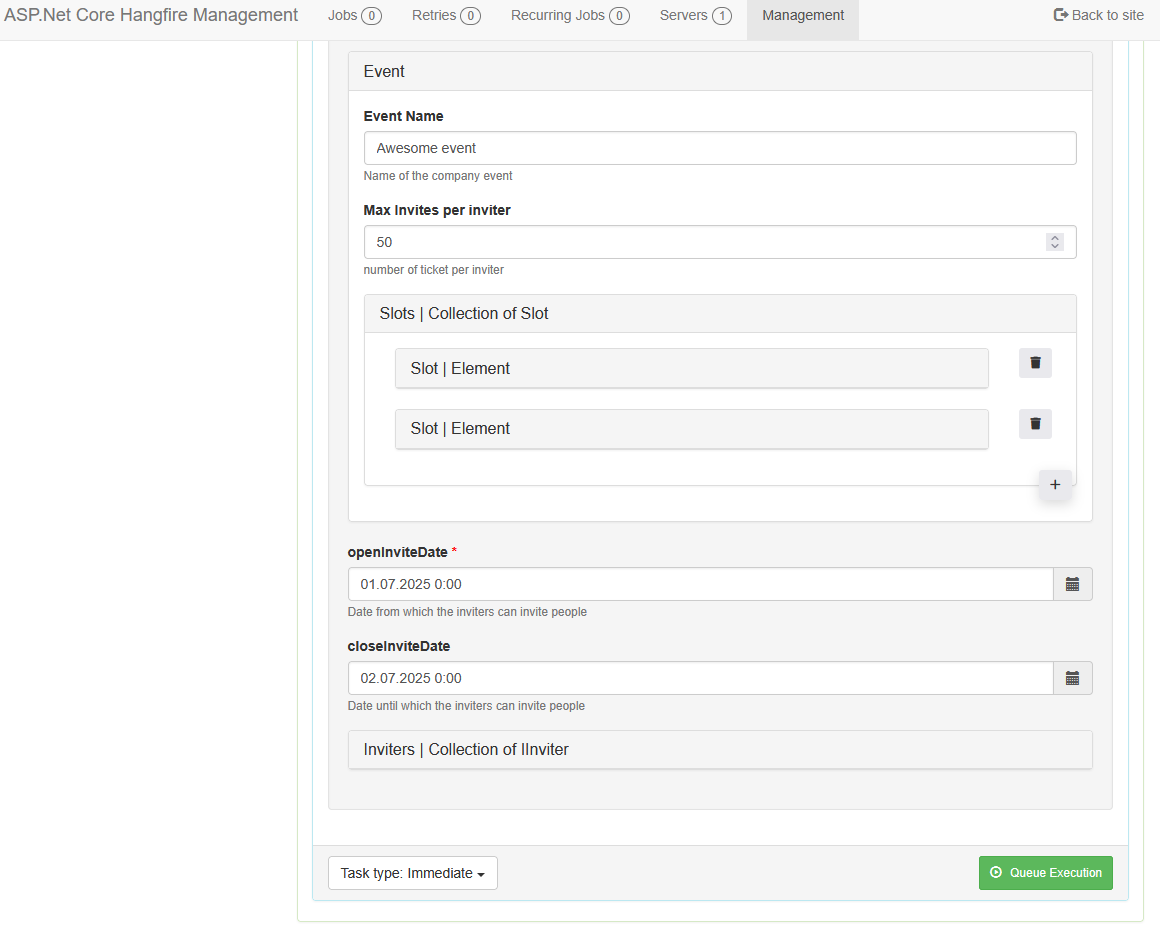 ASP.Net Core Hangfire Management Jobs 0 Retries 0 Recurring Jobs 0 Servers 1 Management Back to site
Event
Event Name
Awesome event
Name of the company event
Max Invites per inviter
50
number of ticket per inviter
Slots | Collection of Slot
Slot | Element
Slot | Element
+
openInviteDate *
01.07.2025 0:00
Date from which the inviters can invite people
closeInviteDate
02.07.2025 0:00
Date until which the inviters can invite people
Inviters | Collection of IInviter
Task type: Immediate
Queue Execution